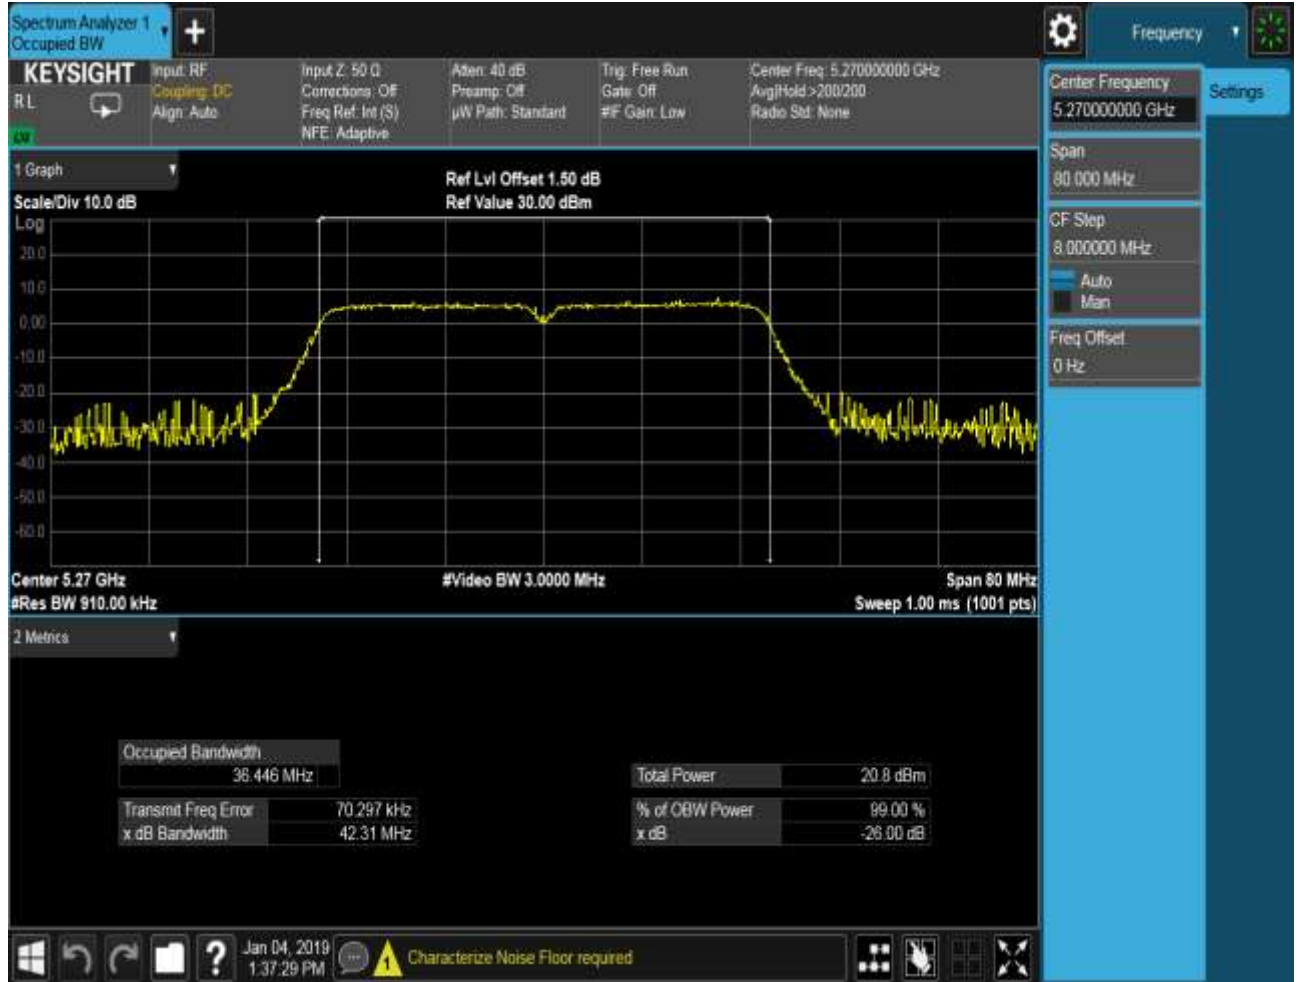 Spectrum Analyzer 1
Occupied BW
Frequency
KEYSIGHT
RL
Input: RF
Coupling: DC
Align: Auto
Input Z: 50 Ω
Corrections: Off
Freq Ref: Int (S)
NFE: Adaptive
Atten: 40 dB
Preamp: Off
µW Path: Standard
Trig: Free Run
Gate: Off
#IF Gain: Low
Center Freq: 5.270000000 GHz
Avg|Hold:>200/200
Radio Std: None
Center Frequency
5.270000000 GHz
Settings
Span
80.000 MHz
CF Step
8.000000 MHz
Auto
Man
Freq Offset
0 Hz
1 Graph
Scale/Div 10.0 dB
Ref Lvl Offset 1.50 dB
Ref Value 30.00 dBm
Log
20.0
10.0
0.00
-10.0
-20.0
-30.0
-40.0
-50.0
-60.0
Center 5.27 GHz
#Video BW 3.0000 MHz
Span 80 MHz
#Res BW 910.00 kHz
Sweep 1.00 ms (1001 pts)
2 Metrics
Occupied Bandwidth
36.446 MHz
Total Power 20.8 dBm
Transmit Freq Error 70.297 kHz
% of OBW Power 99.00 %
x dB Bandwidth 42.31 MHz
x dB -26.00 dB
?
Jan 04, 2019
1:37:29 PM
1
Characterize Noise Floor required